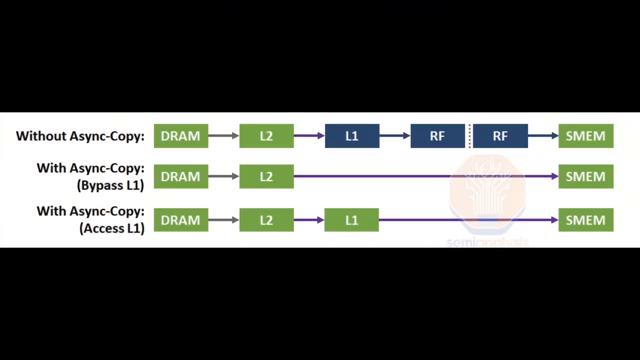 Without Async-Copy: DRAM L2 L1 RF RF SMEM
With Async-Copy:
(Bypass L1) DRAM L2 SMEM
With Async-Copy:
(Access L1) DRAM L2 L1 SMEM
semianalysis